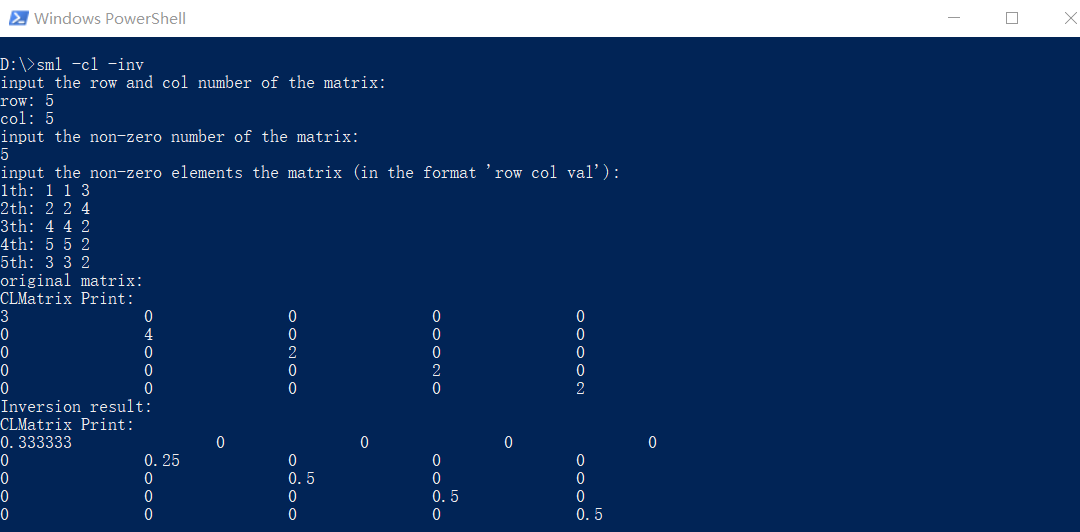 Windows PowerShell
D:\>sml -cl -inv
input the row and col number of the matrix:
row: 5
col: 5
input the non-zero number of the matrix:
5
input the non-zero elements the matrix (in the format 'row col val'):
1th: 1 1 3
2th: 2 2 4
3th: 4 4 2
4th: 5 5 2
5th: 3 3 2
original matrix:
CLMatrix Print:
3 0 0 0 0
0 4 0 0 0
0 0 2 0 0
0 0 0 2 0
0 0 0 0 2
Inversion result:
CLMatrix Print:
0.333333 0 0 0 0
0 0.25 0 0 0
0 0 0.5 0 0
0 0 0 0.5 0
0 0 0 0 0.5